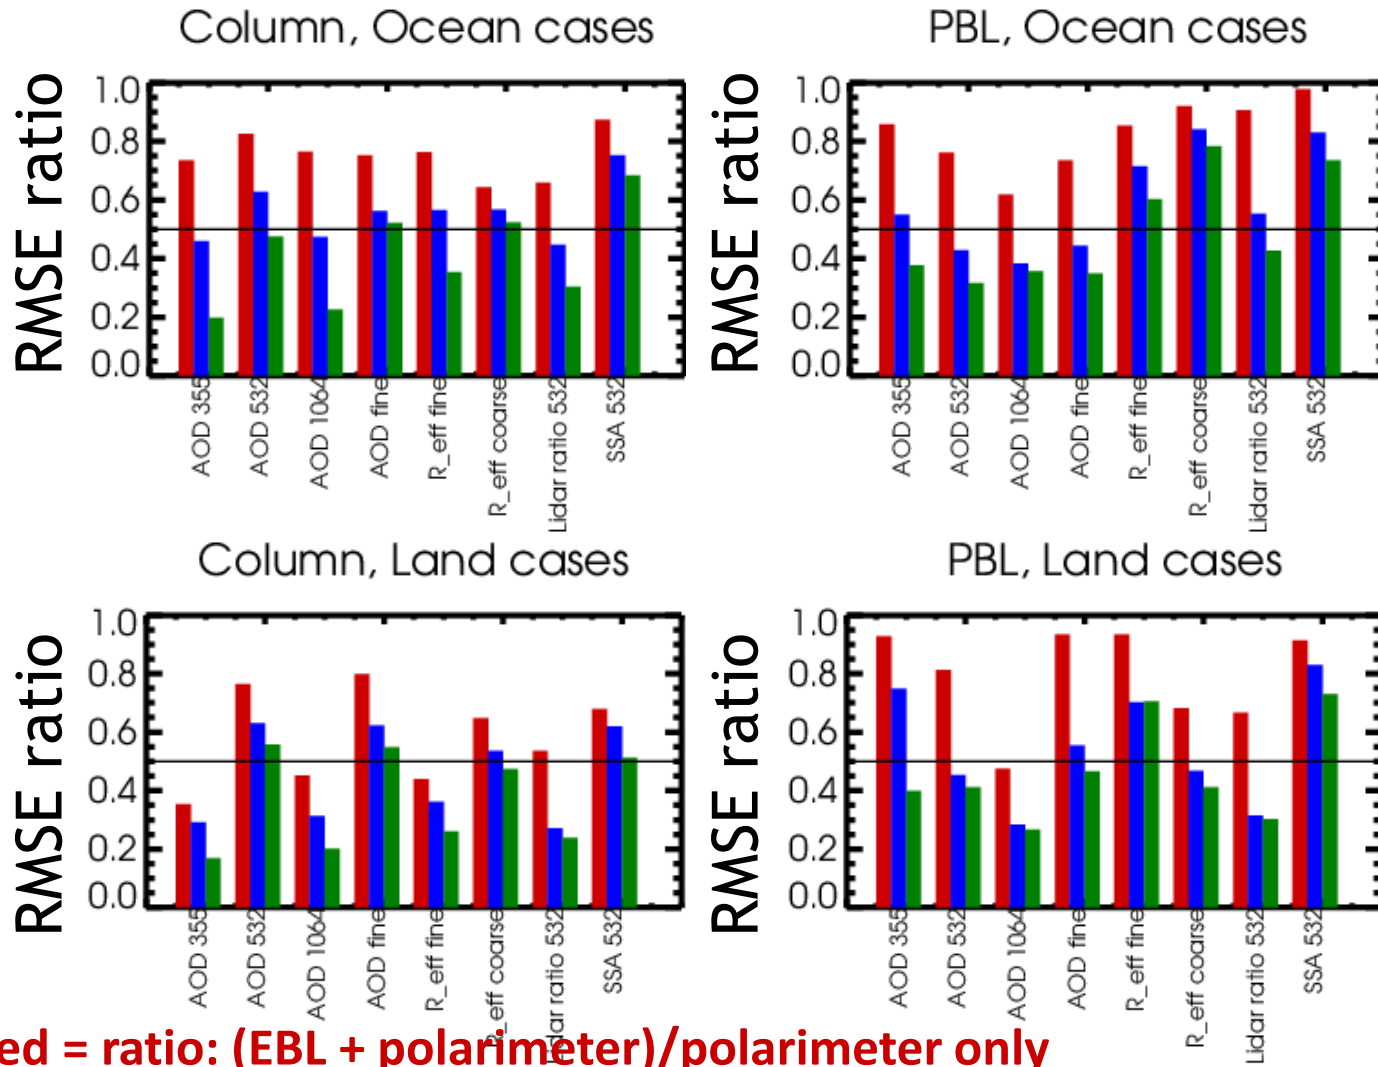 Column, Ocean cases
RMSE ratio
1.0
0.8
0.6
0.4
0.2
0.0
AOD 355
AOD 532
AOD 1064
AOD fine
R_eff fine
R_eff coarse
Lidar ratio 532
SSA 532
PBL, Ocean cases
RMSE ratio
1.0
0.8
0.6
0.4
0.2
0.0
AOD 355
AOD 532
AOD 1064
AOD fine
R_eff fine
R_eff coarse
Lidar ratio 532
SSA 532
Column, Land cases
RMSE ratio
1.0
0.8
0.6
0.4
0.2
0.0
AOD 355
AOD 532
AOD 1064
AOD fine
R_eff fine
R_eff coarse
Lidar ratio 532
SSA 532
PBL, Land cases
RMSE ratio
1.0
0.8
0.6
0.4
0.2
0.0
AOD 355
AOD 532
AOD 1064
AOD fine
R_eff fine
R_eff coarse
Lidar ratio 532
SSA 532
ed = ratio: (EBL + polarimeter)/polarimeter only